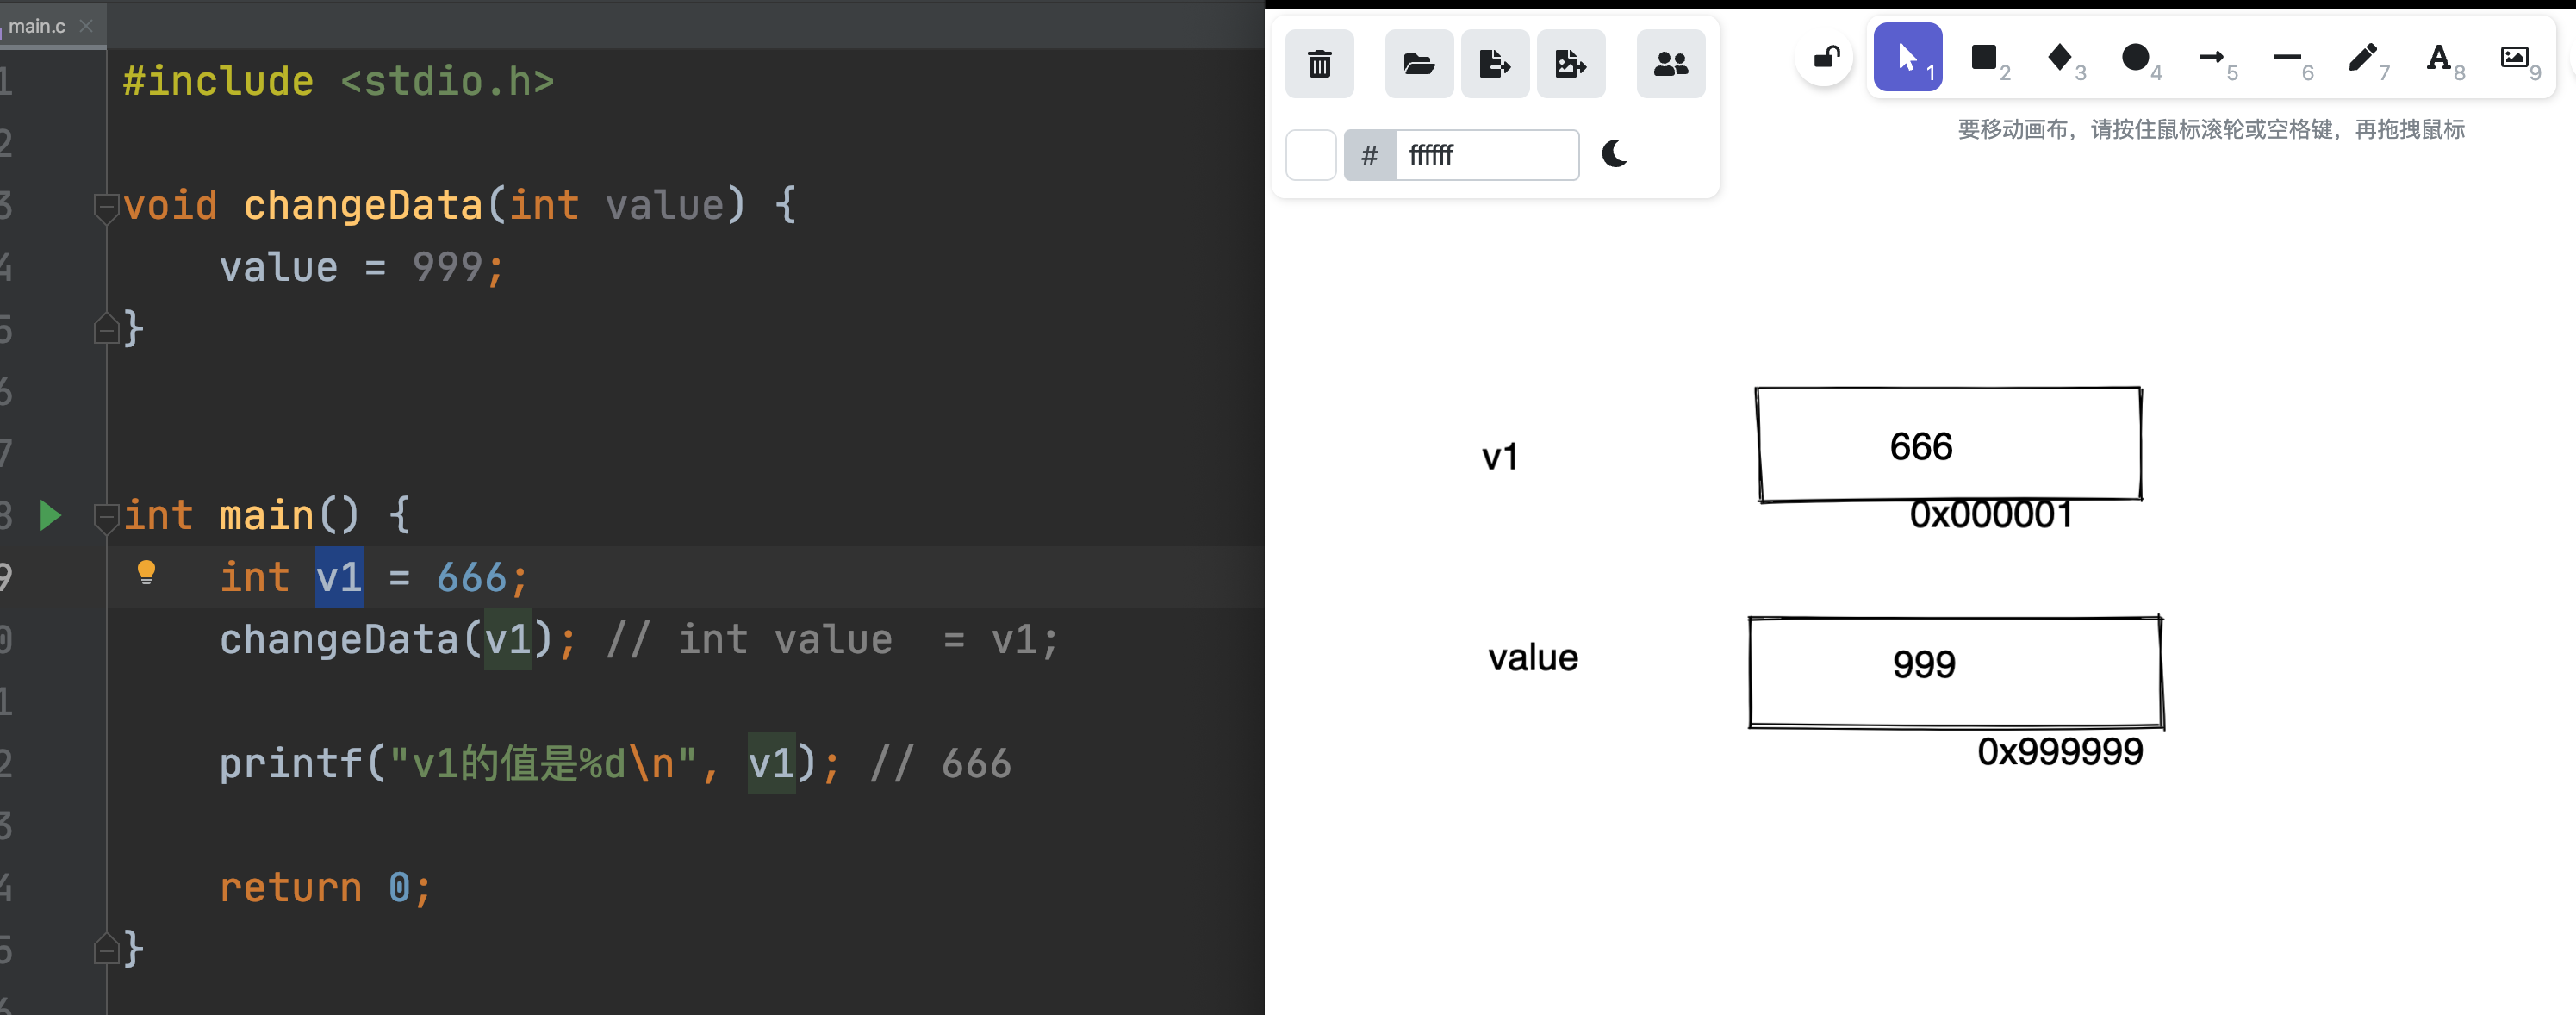 main.c
1 #include <stdio.h>
2
3 void changeData(int value) {
4 value = 999;
5 }
6
7
8 int main() {
9 int v1 = 666;
0 changeData(v1); // int value  = v1;
1
2 printf("v1的值是%d\n", v1); // 666
3
4 return 0;
5 }
6
1 2 3 4 5 6 7 A 8 9
要移动画布，请按住鼠标滚轮或空格键，再拖拽鼠标
# ffffff
v1
666
0x000001
value
999
0x999999